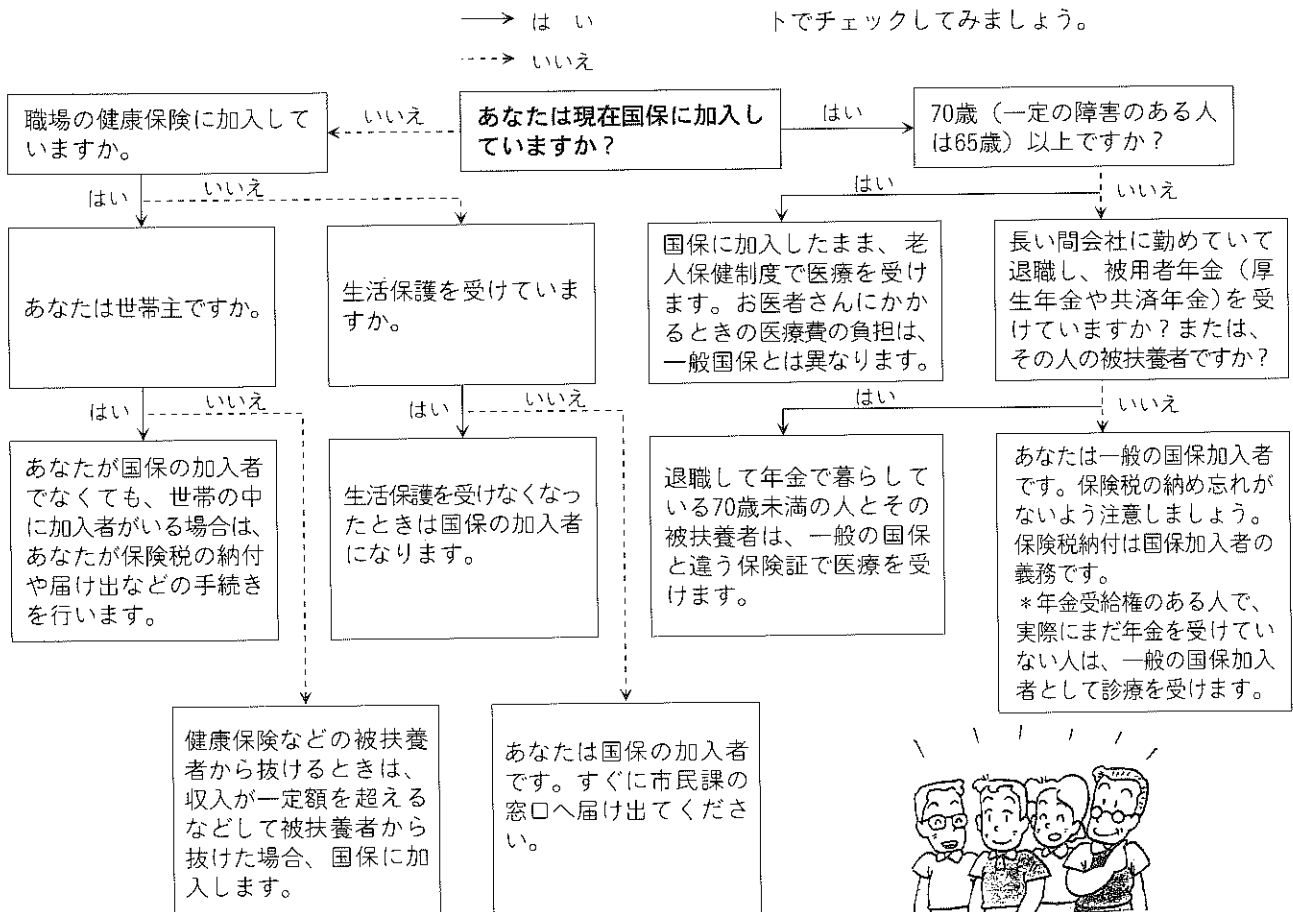 は い
いいえ
トでチェックしてみましょう。
あなたは現在国保に加入し
ていますか？
いいえ
はい
職場の健康保険に加入して
いますか。
70歳（一定の障害のある人
は65歳）以上ですか？
はい
いいえ
はい
いいえ
あなたは世帯主ですか。
生活保護を受けていま
すか。
国保に加入したまま、老
人保健制度で医療を受け
ます。お医者さんにかか
るときの医療費の負担は、
一般国保とは異なります。
長い間会社に勤めていて
退職し、被用者年金（厚
生年金や共済年金）を受
けていますか？または、
その人の被扶養者ですか？
はい
いいえ
はい
いいえ
はい
いいえ
あなたが国保の加入者
でなくても、世帯の中
に加入者がいる場合は、
あなたが保険税の納付
や届け出などの手続き
を行います。
生活保護を受けなくなっ
たときは国保の加入者
になります。
退職して年金で暮らして
いる70歳未満の人とその
被扶養者は、一般の国保
と違う保険証で医療を受
けます。
あなたは一般の国保加入者
です。保険税の納め忘れが
ないよう注意しましょう。
保険税納付は国保加入者の
義務です。
＊年金受給権のある人で、
実際にまだ年金を受けてい
ない人は、一般の国保加入
者として診療を受けます。
健康保険などの被扶養
者から抜けるときは、
収入が一定額を超える
などして被扶養者から
抜けた場合、国保に加
入します。
あなたは国保の加入者
です。すぐに市民課の
窓口へ届け出てくださ
い。